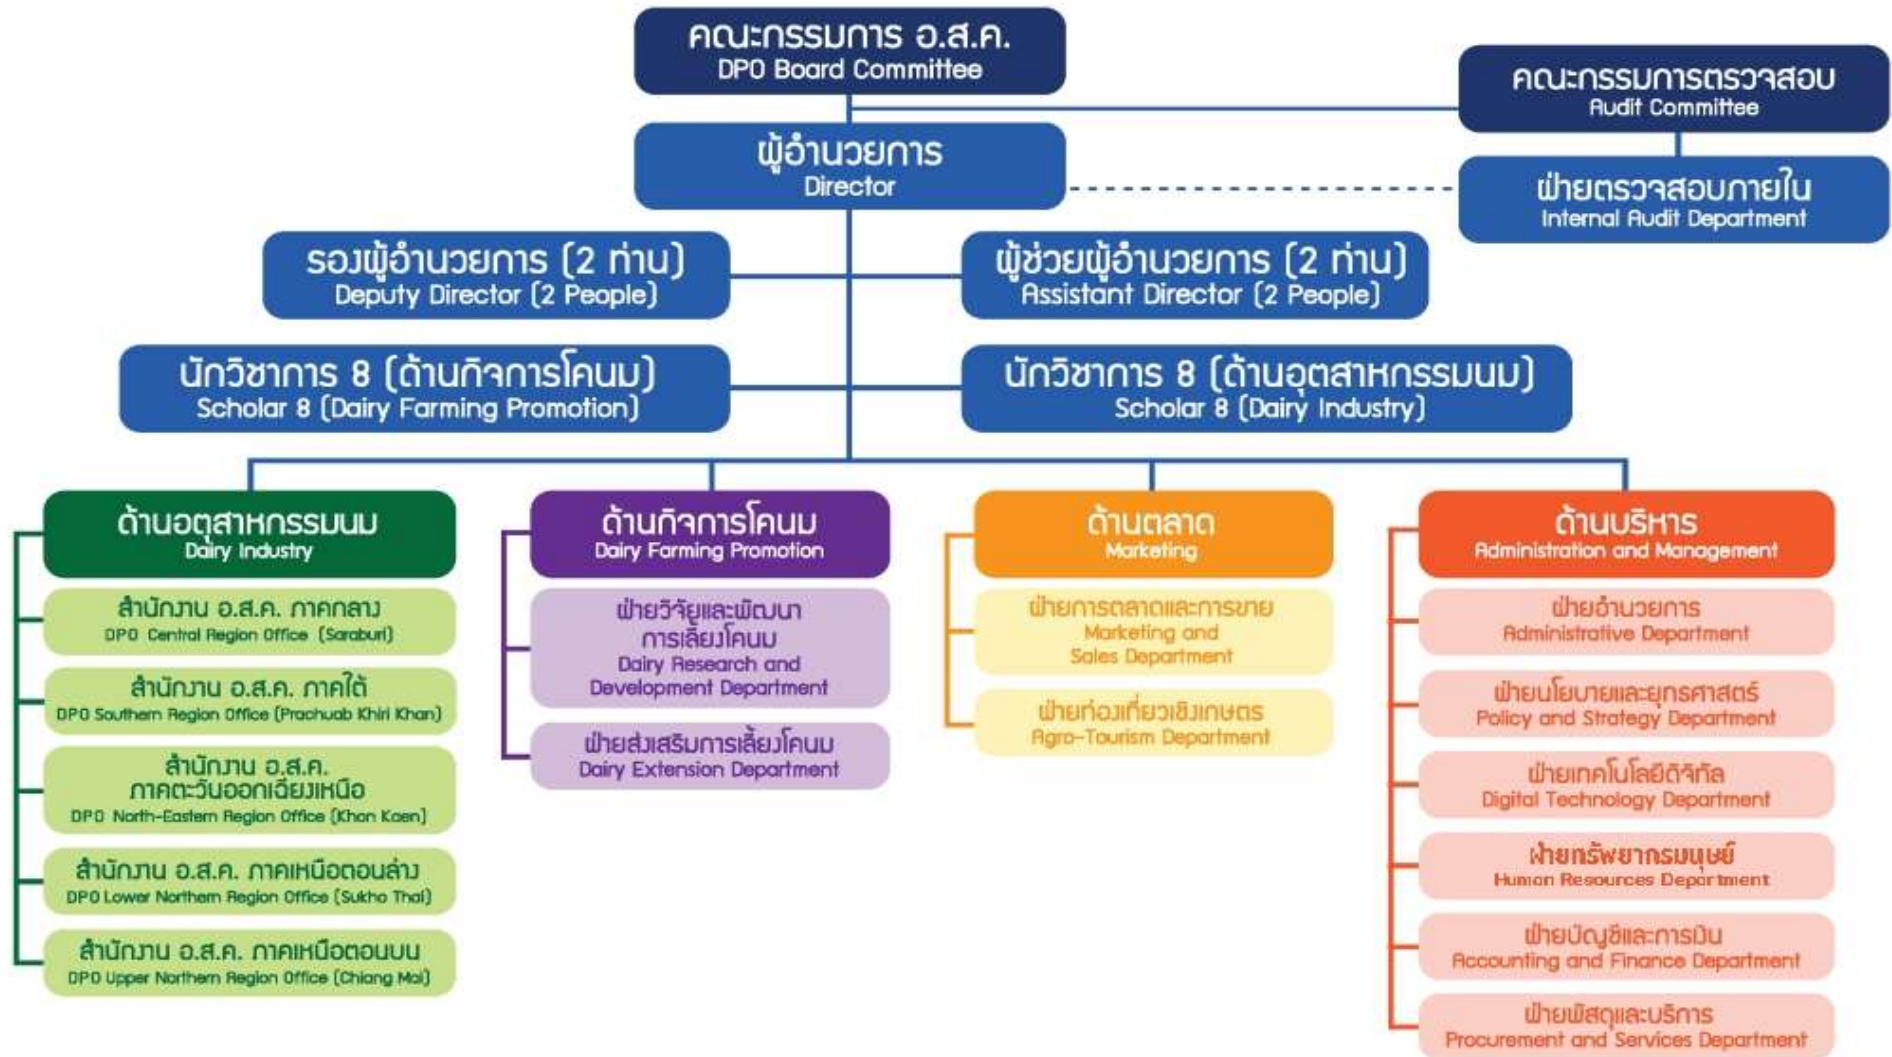 คณะกรรมการ อ.ส.ค.
DPO Board Committee
คณะกรรมการตรวจสอบ
Audit Committee
ผู้อำนวยการ
Director
ฝ่ายตรวจสอบภายใน
Internal Audit Department
รองผู้อำนวยการ (2 ท่าน)
Deputy Director (2 People)
ผู้ช่วยผู้อำนวยการ (2 ท่าน)
Assistant Director (2 People)
นักวิชาการ 8 (ด้านกิจการโคนม)
Scholar 8 (Dairy Farming Promotion)
นักวิชาการ 8 (ด้านอุตสาหกรรมนม)
Scholar 8 (Dairy Industry)
ด้านอุตสาหกรรมนม
Dairy Industry
สำนักงาน อ.ส.ค. ภาคกลาง
DPO Central Region Office (Saraburi)
สำนักงาน อ.ส.ค. ภาคใต้
DPO Southern Region Office (Prachuab Khiri Khan)
สำนักงาน อ.ส.ค.
ภาคตะวันออกเฉียงเหนือ
DPO North-Eastern Region Office (Khon Kaen)
สำนักงาน อ.ส.ค. ภาคเหนือตอนล่าง
DPO Lower Northern Region Office (Sukho Thai)
สำนักงาน อ.ส.ค. ภาคเหนือตอนบน
DPO Upper Northern Region Office (Chiang Mai)
ด้านกิจการโคนม
Dairy Farming Promotion
ฝ่ายวิจัยและพัฒนา
การเลี้ยงโคนม
Dairy Research and
Development Department
ฝ่ายส่งเสริมการเลี้ยงโคนม
Dairy Extension Department
ด้านตลาด
Marketing
ฝ่ายการตลาดและการขาย
Marketing and
Sales Department
ฝ่ายท่องเที่ยวเชิงเกษตร
Agro-Tourism Department
ด้านบริหาร
Administration and Management
ฝ่ายอำนวยการ
Administrative Department
ฝ่ายนโยบายและยุทธศาสตร์
Policy and Strategy Department
ฝ่ายเทคโนโลยีดิจิทัล
Digital Technology Department
ฝ่ายทรัพยากรมนุษย์
Human Resources Department
ฝ่ายบัญชีและการเงิน
Accounting and Finance Department
ฝ่ายพัสดุและบริการ
Procurement and Services Department